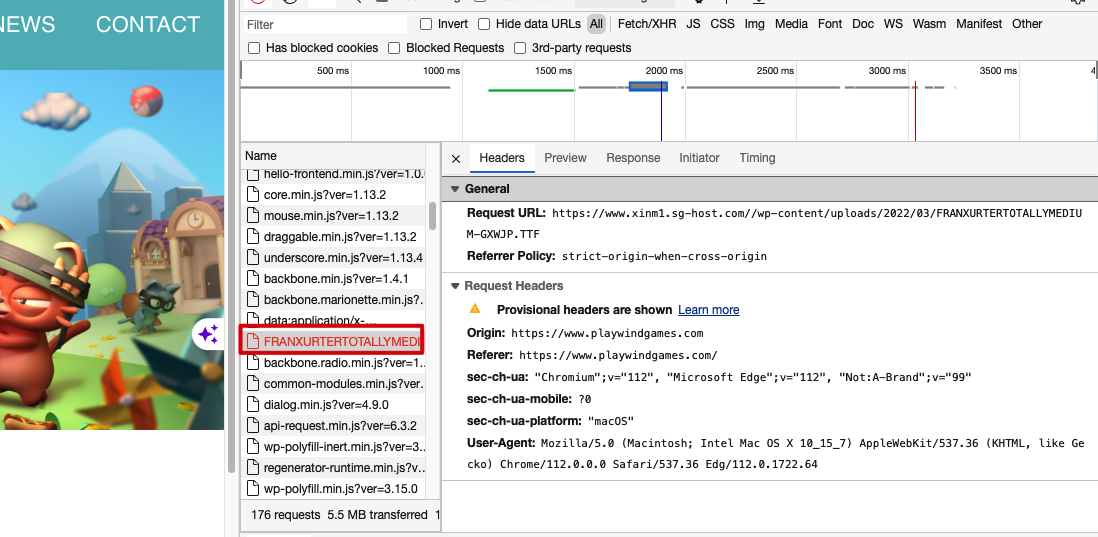 NEWS
CONTACT
Filter
Invert
Hide data URLs
All
Fetch/XHR
JS
CSS
Img
Media
Font
Doc
WS
Wasm
Manifest
Other
Has blocked cookies
Blocked Requests
3rd-party requests
500 ms
1000 ms
1500 ms
2000 ms
2500 ms
3000 ms
3500 ms
4
Name
hello-frontend.min.js?ver=1.0.
core.min.js?ver=1.13.2
mouse.min.js?ver=1.13.2
draggable.min.js?ver=1.13.2
underscore.min.js?ver=1.13.4
backbone.min.js?ver=1.4.1
backbone.marionette.min.js?.
data:application/x-...
FRANXURTERTOTALLYMEDI
backbone.radio.min.js?ver=1..
common-modules.min.js?ver.
dialog.min.js?ver=4.9.0
api-request.min.js?ver=6.3.2
wp-polyfill-inert.min.js?ver=3..
regenerator-runtime.min.js?v..
wp-polyfill.min.js?ver=3.15.0
176 requests
5.5 MB transferred
1
Headers
Preview
Response
Initiator
Timing
General
Request URL: https://www.xinm1.sg-host.com//wp-content/uploads/2022/03/FRANXURTERTOTALLYMEDIU
M-GXWJP.TTF
Referrer Policy: strict-origin-when-cross-origin
Request Headers
Provisional headers are shown Learn more
Origin: https://www.playwindgames.com
Referer: https://www.playwindgames.com/
sec-ch-ua: "Chromium";v="112", "Microsoft Edge";v="112", "Not:A-Brand";v="99"
sec-ch-ua-mobile: ?0
sec-ch-ua-platform: "macOS"
User-Agent: Mozilla/5.0 (Macintosh; Intel Mac OS X 10_15_7) AppleWebKit/537.36 (KHTML, like Ge
cko) Chrome/112.0.0.0 Safari/537.36 Edg/112.0.1722.64